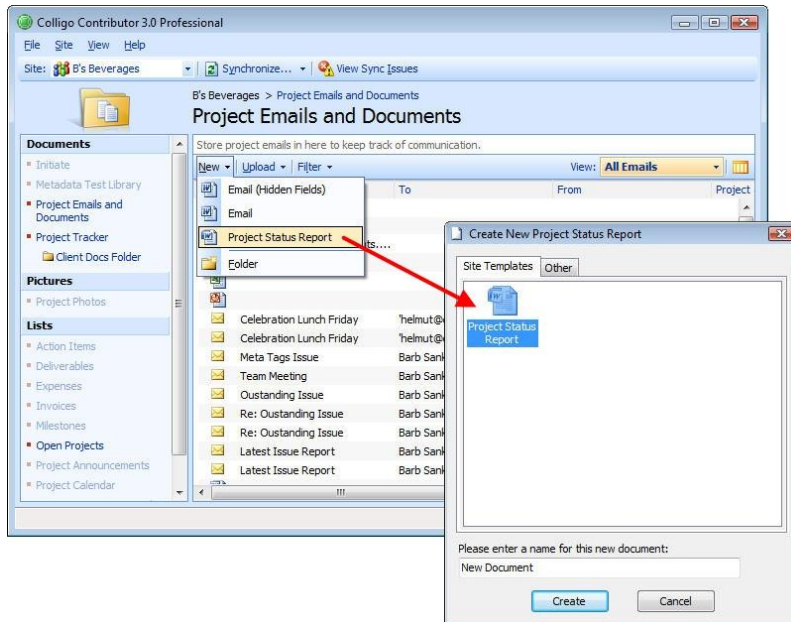 Colligo Contributor 3.0 Professional
File Site View Help
Site: B's Beverages Synchronize... View Sync Issues
B's Beverages > Project Emails and Documents
Project Emails and Documents
Documents
Initiate
Metadata Test Library
Project Emails and
Documents
Project Tracker
Client Docs Folder
Pictures
Project Photos
Lists
Action Items
Deliverables
Expenses
Invoices
Milestones
Open Projects
Project Announcements
Project Calendar
Store project emails in here to keep track of communication.
New Upload Filter View: All Emails
To From Project
Email (Hidden Fields)
Email
Project Status Report
ts....
Folder
Celebration Lunch Friday 'helmut@
Celebration Lunch Friday 'helmut@
Meta Tags Issue Barb Sank
Team Meeting Barb Sank
Oustanding Issue Barb Sank
Re: Oustanding Issue Barb Sank
Re: Oustanding Issue Barb Sank
Latest Issue Report Barb Sank
Latest Issue Report Barb Sank
Create New Project Status Report
Site Templates Other
Project Status
Report
Please enter a name for this new document:
New Document
Create Cancel